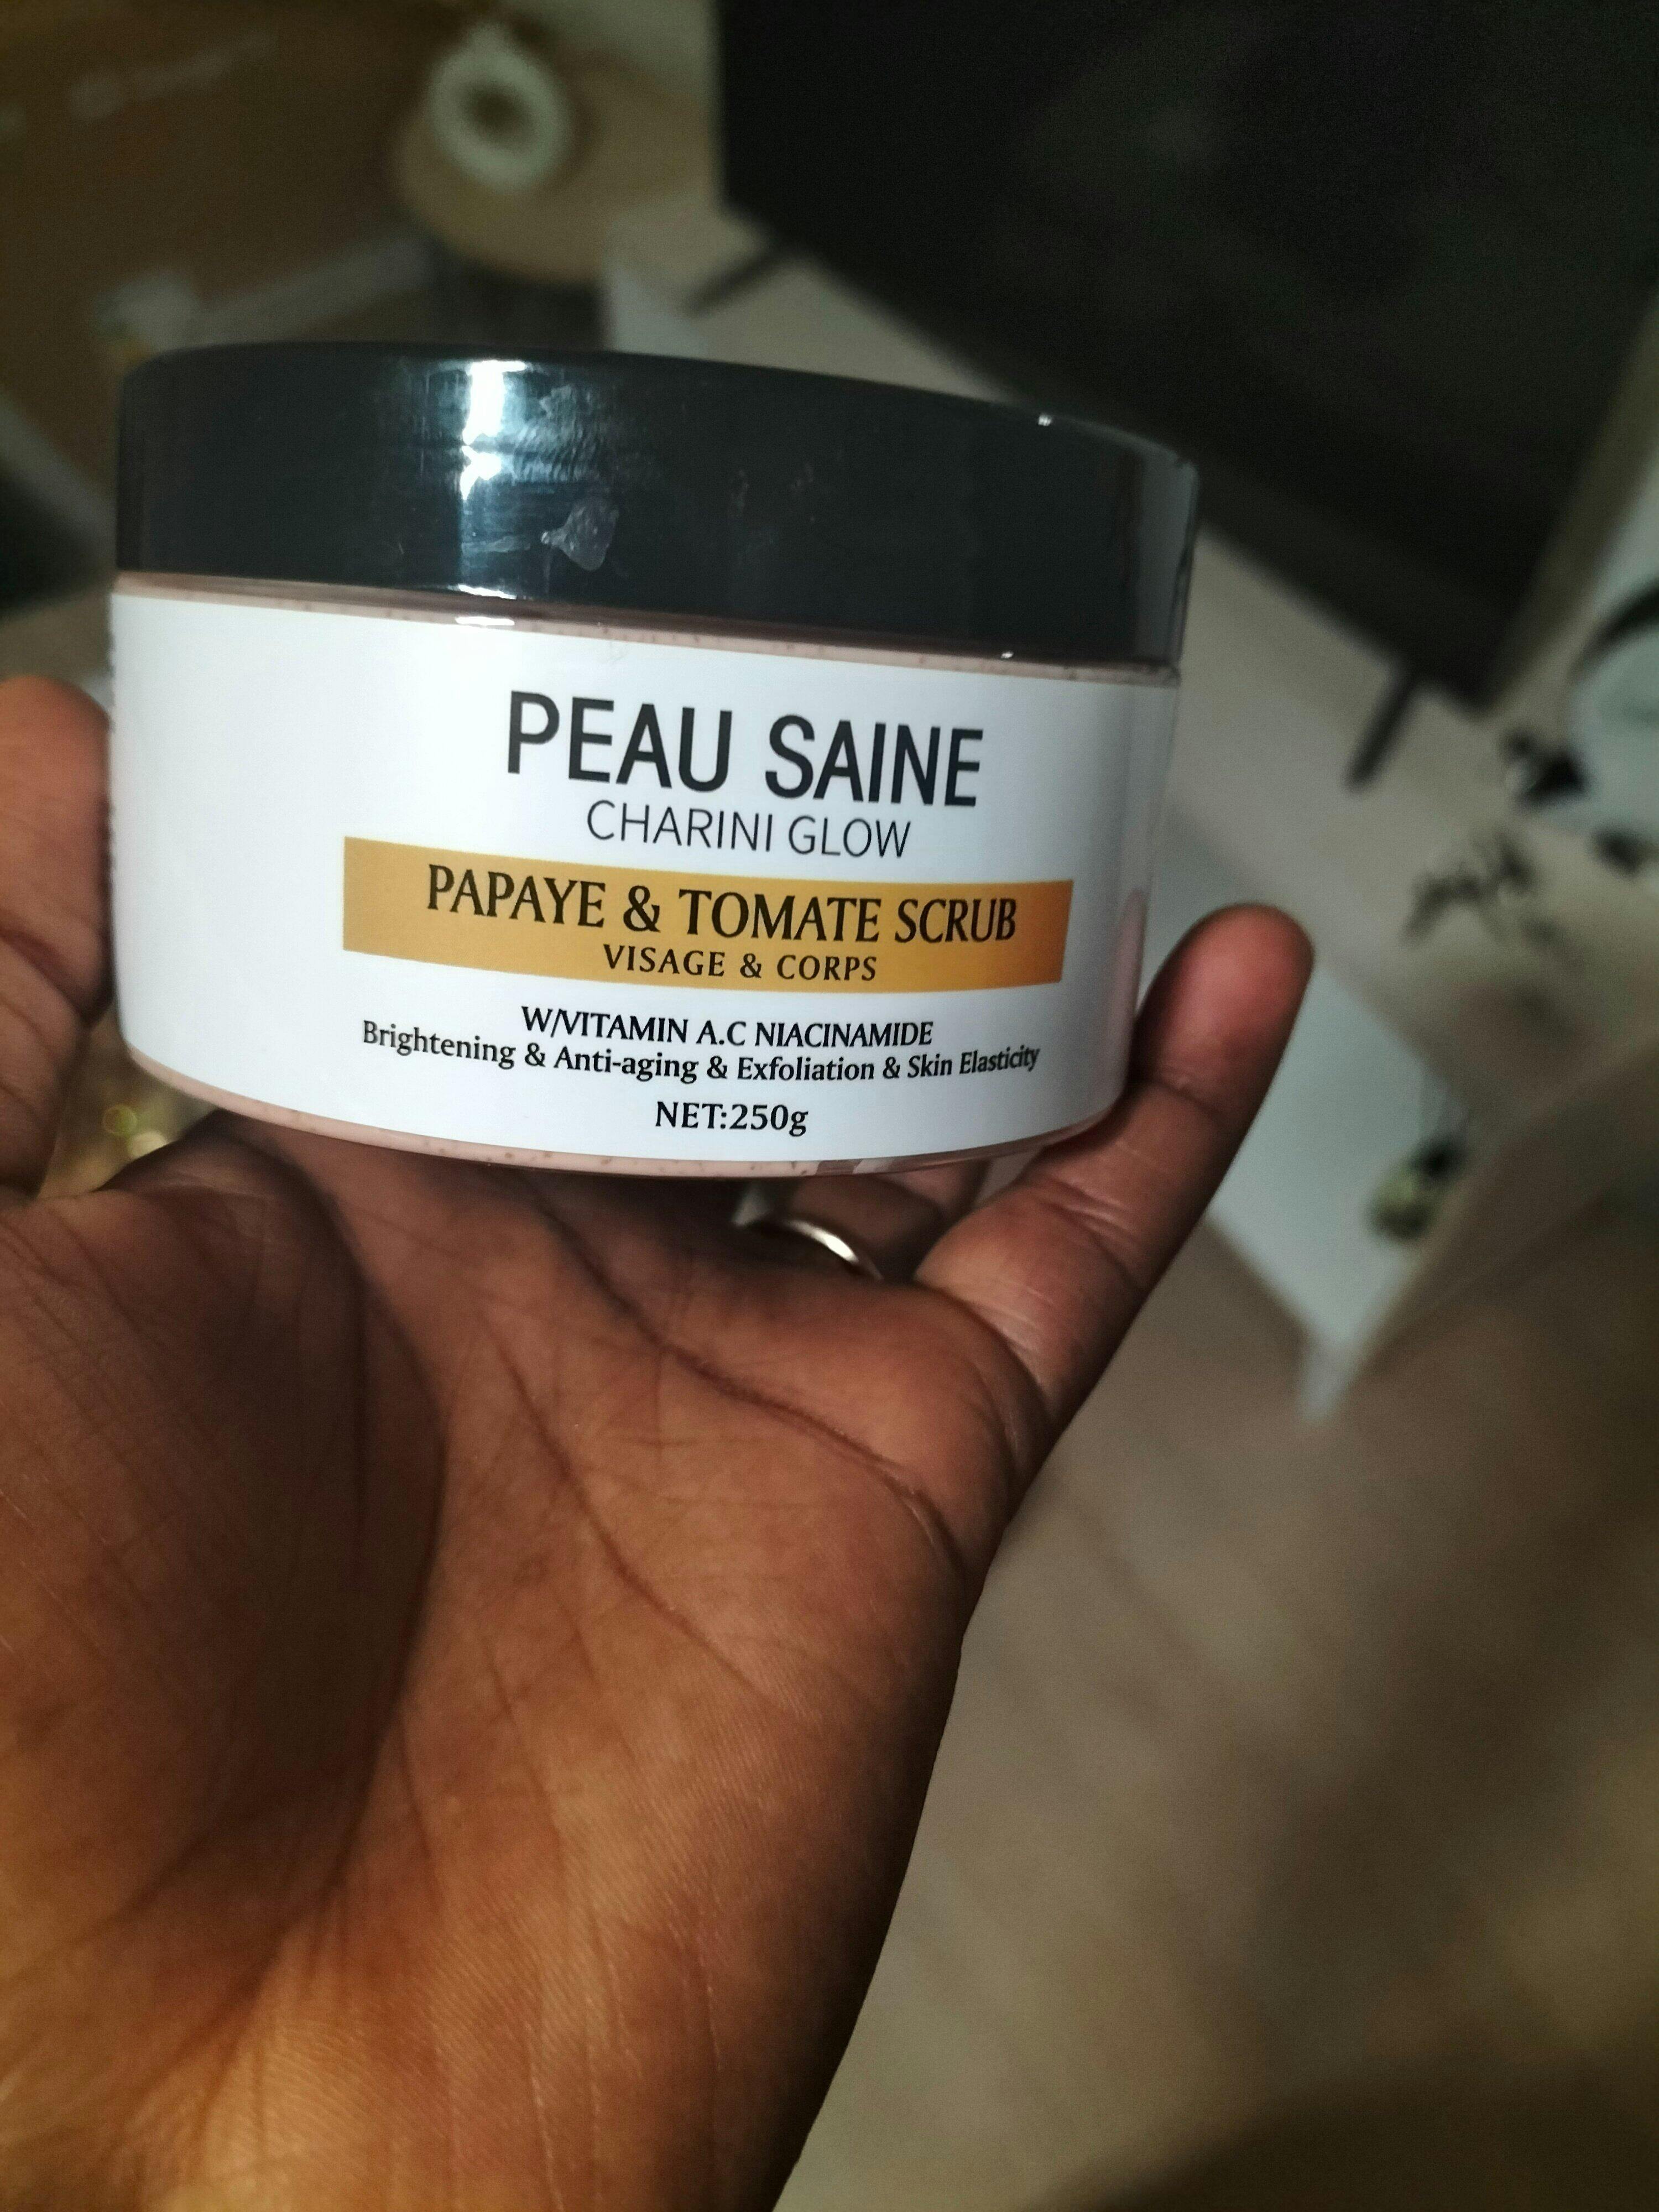 PEAU SAINE
CHARINI GLOW
PAPAYE & TOMATE SCRUB
VISAGE & CORPS
W/VITAMIN A.C NIACINAMIDE
Brightening & Anti-aging & Exfoliation & Skin Elasticity
NET:250g